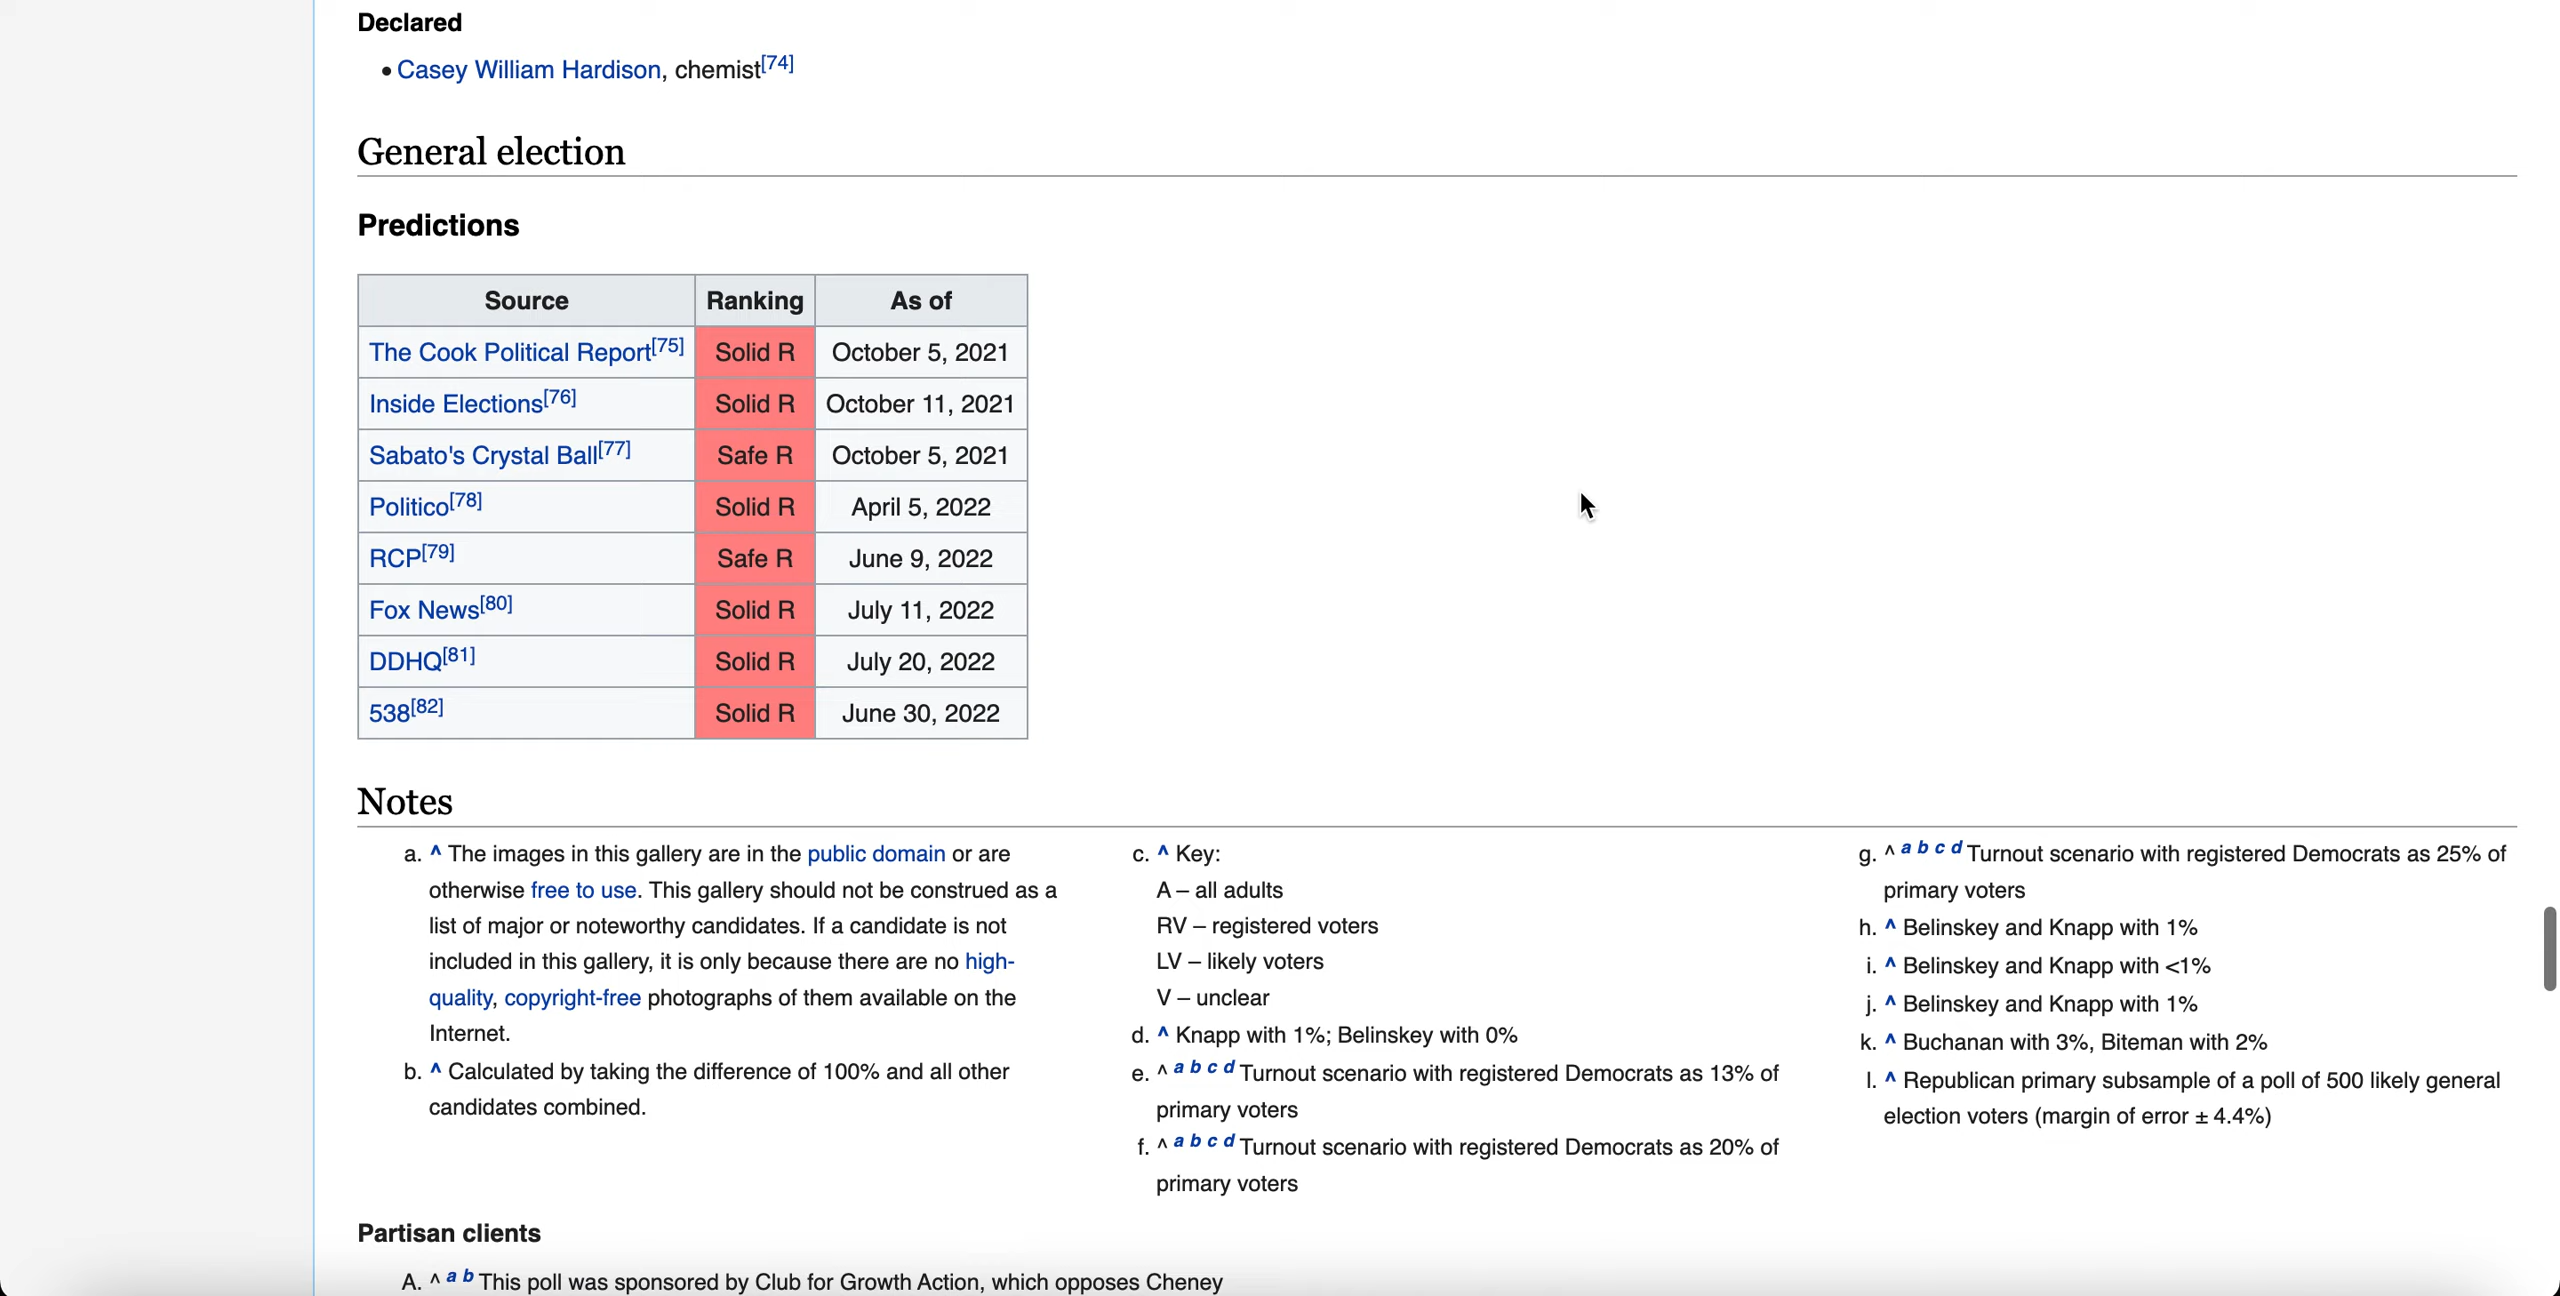 Declared
• Casey William Hardison, chemist[74]
General election
Predictions
Source Ranking As of
The Cook Political Report[75] Solid R October 5, 2021
Inside Elections[76] Solid R October 11, 2021
Sabato's Crystal Ball[77] Safe R October 5, 2021
Politico[78] Solid R April 5, 2022
RCP[79] Safe R June 9, 2022
Fox News[80] Solid R July 11, 2022
DDHQ[81] Solid R July 20, 2022
538[82] Solid R June 30, 2022
Notes
a. ^ The images in this gallery are in the public domain or are
otherwise free to use. This gallery should not be construed as a
list of major or noteworthy candidates. If a candidate is not
included in this gallery, it is only because there are no high-
quality, copyright-free photographs of them available on the
Internet.
b. ^ Calculated by taking the difference of 100% and all other
candidates combined.
c. ^ Key:
A – all adults
RV – registered voters
LV – likely voters
V – unclear
d. ^ Knapp with 1%; Belinskey with 0%
e. ^ a b c d Turnout scenario with registered Democrats as 13% of
primary voters
f. ^ a b c d Turnout scenario with registered Democrats as 20% of
primary voters
g. ^ a b c d Turnout scenario with registered Democrats as 25% of
primary voters
h. ^ Belinskey and Knapp with 1%
i. ^ Belinskey and Knapp with <1%
j. ^ Belinskey and Knapp with 1%
k. ^ Buchanan with 3%, Biteman with 2%
l. ^ Republican primary subsample of a poll of 500 likely general
election voters (margin of error ± 4.4%)
Partisan clients
A. ^ a b This poll was sponsored by Club for Growth Action, which opposes Cheney